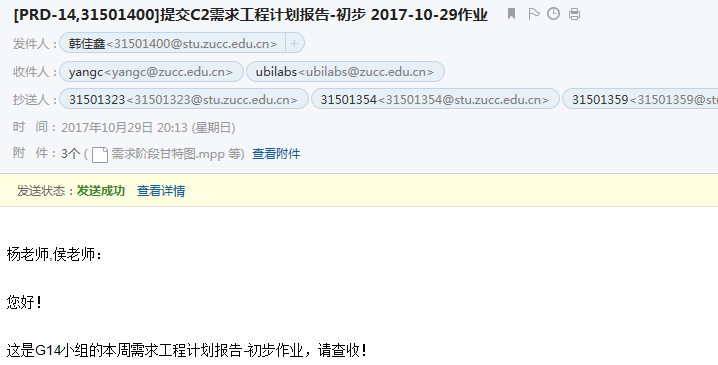 [PRD-14,31501400]提交C2需求工程计划报告-初步 2017-10-29作业
发件人：韩佳鑫<31501400@stu.zucc.edu.cn>
收件人：yangc<yangc@zucc.edu.cn> ubilabs<ubilabs@zucc.edu.cn>
抄送人：31501323<31501323@stu.zucc.edu.cn> 31501354<31501354@stu.zucc.edu.cn> 31501359<31501359@st
时 间：2017年10月29日 20:13 (星期日)
附 件：3个 ( 需求阶段甘特图.mpp 等) 查看附件
发送状态：发送成功 查看详情
杨老师,侯老师：
您好！
这是G14小组的本周需求工程计划报告-初步作业，请查收！